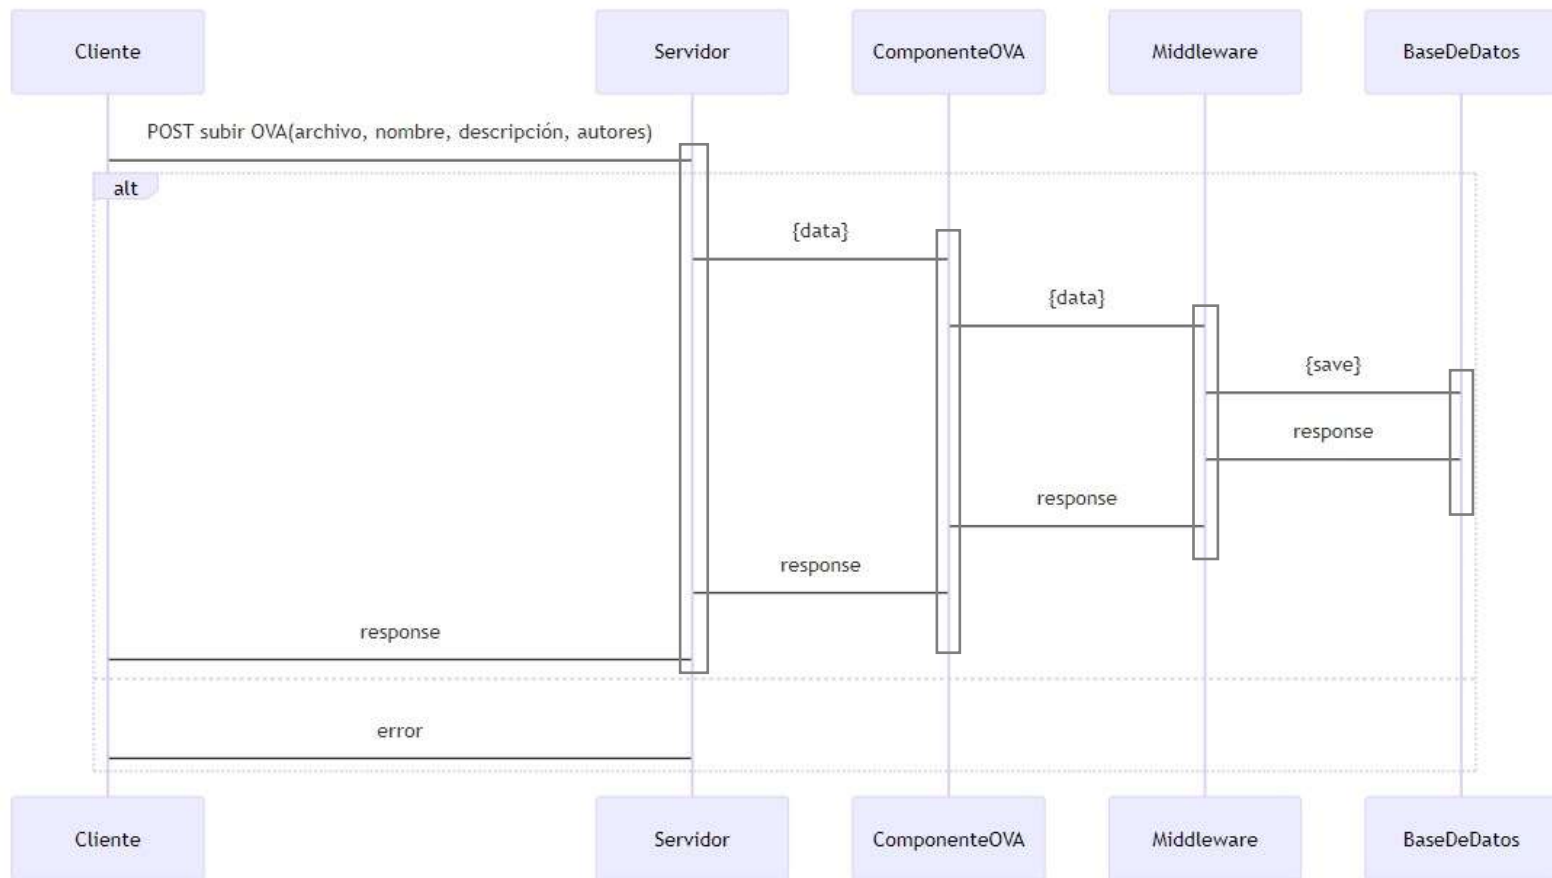 Cliente
Servidor
ComponenteOVA
Middleware
BaseDeDatos
POST subir OVA(archivo, nombre, descripción, autores)
alt
{data}
{data}
{save}
response
response
response
response
error
Cliente
Servidor
ComponenteOVA
Middleware
BaseDeDatos